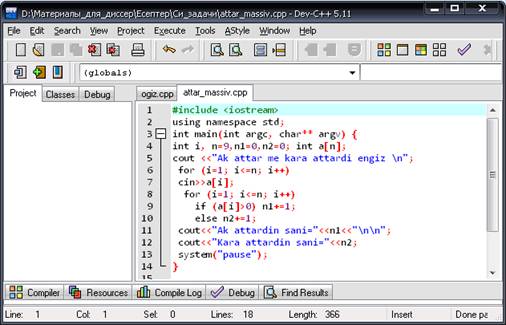 D:\Материалы_для_диссер\Есептер\Си_задачи\attar_massiv.cpp - Dev-C++ 5.11
File Edit Search View Project Execute Tools AStyle Window Help
(globals)
Project Classes Debug ogiz.cpp attar_massiv.cpp
1 #include <iostream>
2 using namespace std;
3 int main(int argc, char** argv) {
4 int i, n=9,n1=0,n2=0; int a[n];
5 cout <<"Ak attar me kara attardi engiz \n";
6 for (i=1; i<=n; i++)
7 cin>>a[i];
8 for (i=1; i<=n; i++)
9 if (a[i]>0) n1+=1;
10 else n2+=1;
11 cout<<"Ak attardin sani="<<n1<<"\n\n";
12 cout<<"Kara attardin sani="<<n2;
13 system("pause");
14 }
15
Compiler Resources Compile Log Debug Find Results
Line: 1 Col: 1 Sel: 0 Lines: 18 Length: 366 Insert Done pa